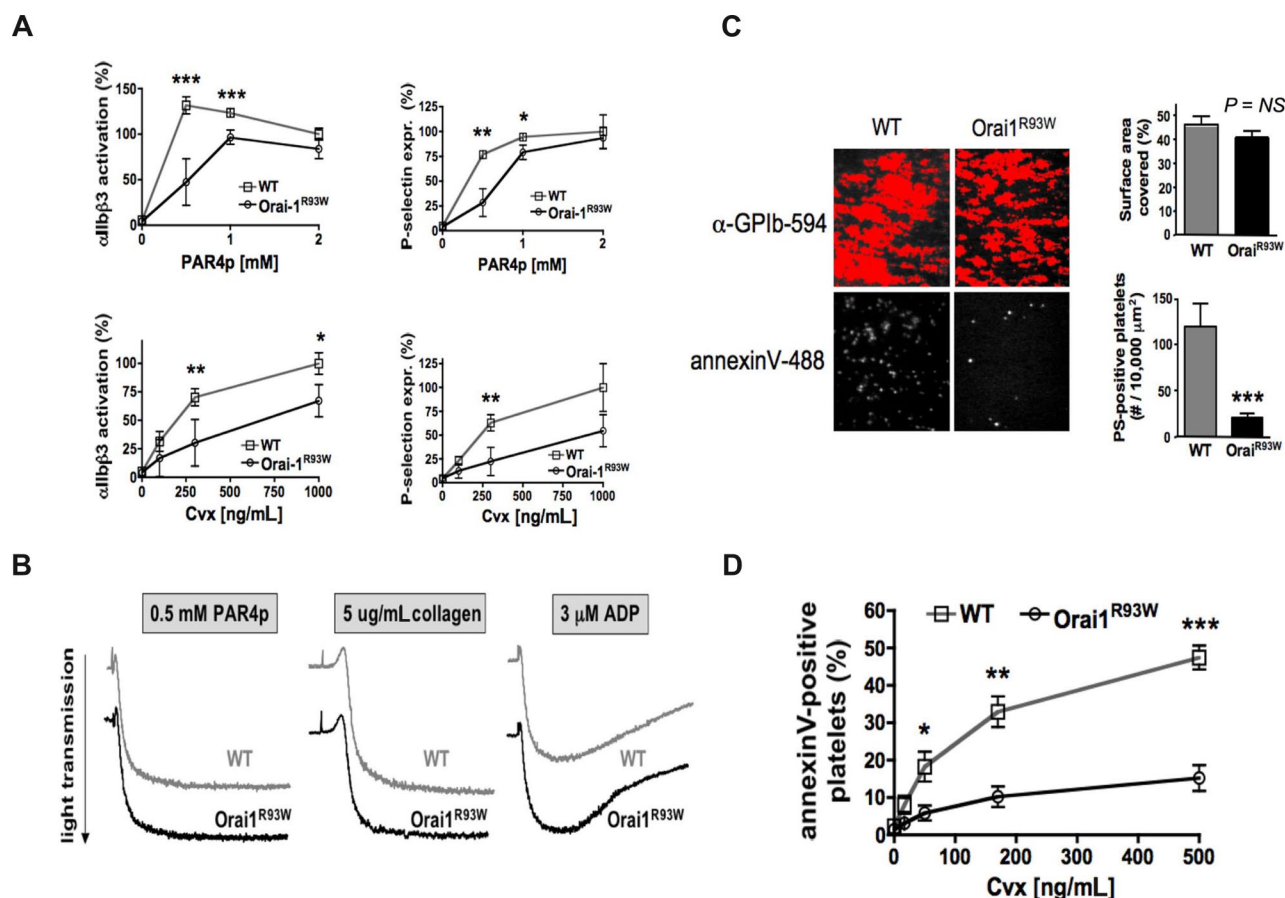 A
αIIbβ3 activation (%)
150
100
50
0
*** ***
WT
Orai-1R93W
0 1 2
PAR4p [mM]
P-selectin expr. (%)
125
100
75
50
25
0
** *
WT
Orai-1R93W
0 1 2
PAR4p [mM]
αIIbβ3 activation (%)
100
75
50
25
0
** *
WT
Orai-1R93W
0 250 500 750 1000
Cvx [ng/mL]
P-selection expr. (%)
125
100
75
50
25
0
**
WT
Orai-1R93W
0 250 500 750 1000
Cvx [ng/mL]
B
0.5 mM PAR4p
5 ug/mL collagen
3 μM ADP
light transmission
WT
Orai1R93W
WT
Orai1R93W
WT
Orai1R93W
C
WT Orai1R93W
α-GPIb-594
annexinV-488
P = NS
Surface area
covered (%)
50
40
30
20
10
0
WT OraiR93W
PS-positive platelets
(# / 10,000 μm2)
150
100
50
0
***
WT OraiR93W
D
annexinV-positive
platelets (%)
60
50
40
30
20
10
0
WT Orai1R93W
* ** ***
0 100 200 300 400 500
Cvx [ng/mL]